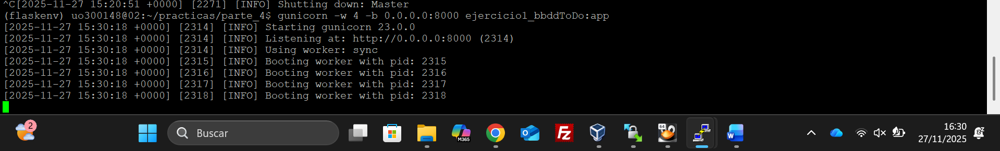 ^C[2025-11-27 15:20:51 +0000] [2271] [INFO] Shutting down: Master
(flaskenv) uo300148@02:~/practicas/parte_4$ gunicorn -w 4 -b 0.0.0.0:8000 ejercicio1_bbddToDo:app
[2025-11-27 15:30:18 +0000] [2314] [INFO] Starting gunicorn 23.0.0
[2025-11-27 15:30:18 +0000] [2314] [INFO] Listening at: http://0.0.0.0:8000 (2314)
[2025-11-27 15:30:18 +0000] [2314] [INFO] Using worker: sync
[2025-11-27 15:30:18 +0000] [2315] [INFO] Booting worker with pid: 2315
[2025-11-27 15:30:18 +0000] [2316] [INFO] Booting worker with pid: 2316
[2025-11-27 15:30:18 +0000] [2317] [INFO] Booting worker with pid: 2317
[2025-11-27 15:30:18 +0000] [2318] [INFO] Booting worker with pid: 2318
2
Buscar
M365
Fz
64
W
16:30
27/11/2025